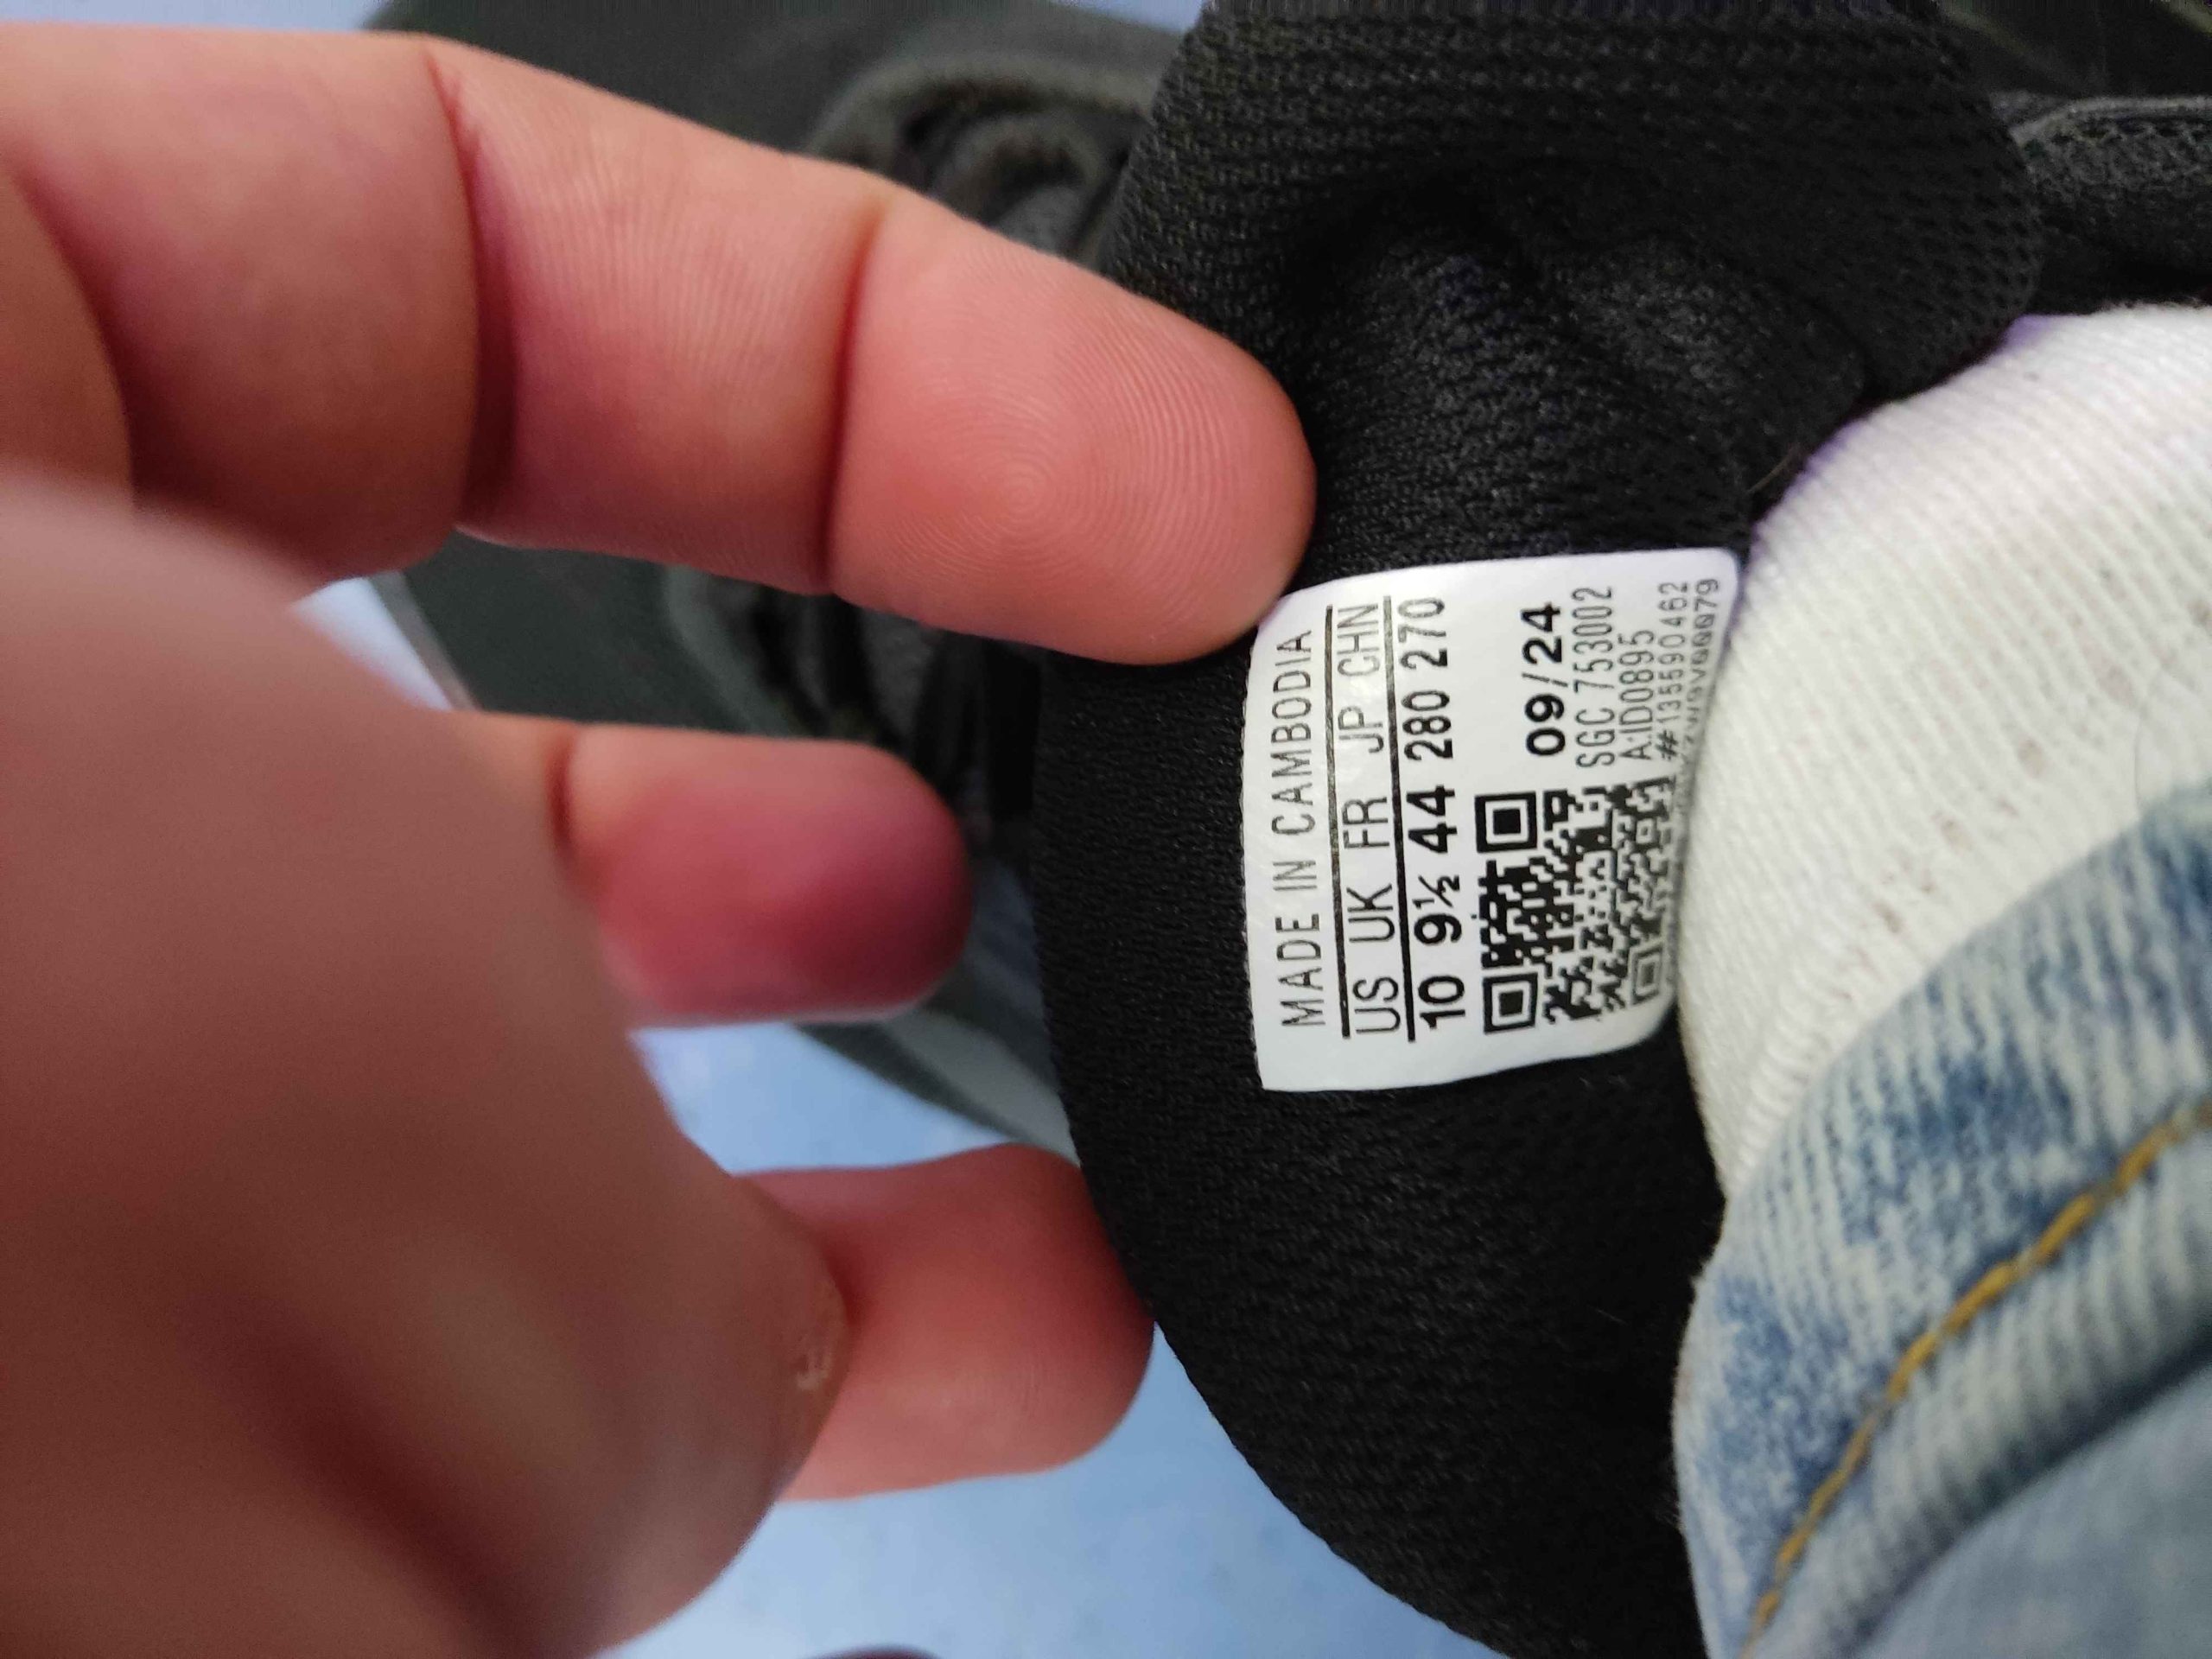 MADE IN CAMBODIA
US UK FR JP CHN
10 9½ 44 280 270
09/24
SGC 753002
A:ID0895
#135590462